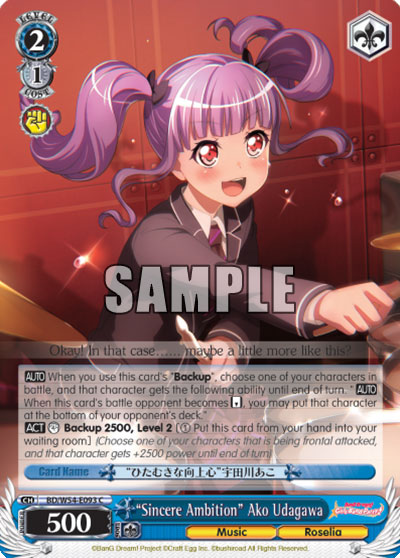 LEVEL
2
1
COST
SAMPLE
Okay! In that case...... maybe a little more like this?
AUTO When you use this card's "Backup", choose one of your characters in
battle, and that character gets the following ability until end of turn. "AUTO
When this card's battle opponent becomes [ ], you may put that character
at the bottom of your opponent's deck."
ACT Backup 2500, Level 2 [① Put this card from your hand into your
waiting room] (Choose one of your characters that is being frontal attacked,
and that character gets +2500 power until end of turn)
Card Name "ひたむきな向上心"宇田川あこ
CH BD/W54-E093 C
POWER 500
"Sincere Ambition" Ako Udagawa
Music Roselia
©BanG Dream! Project ©Craft Egg Inc. ©bushiroad All Rights Reserved.